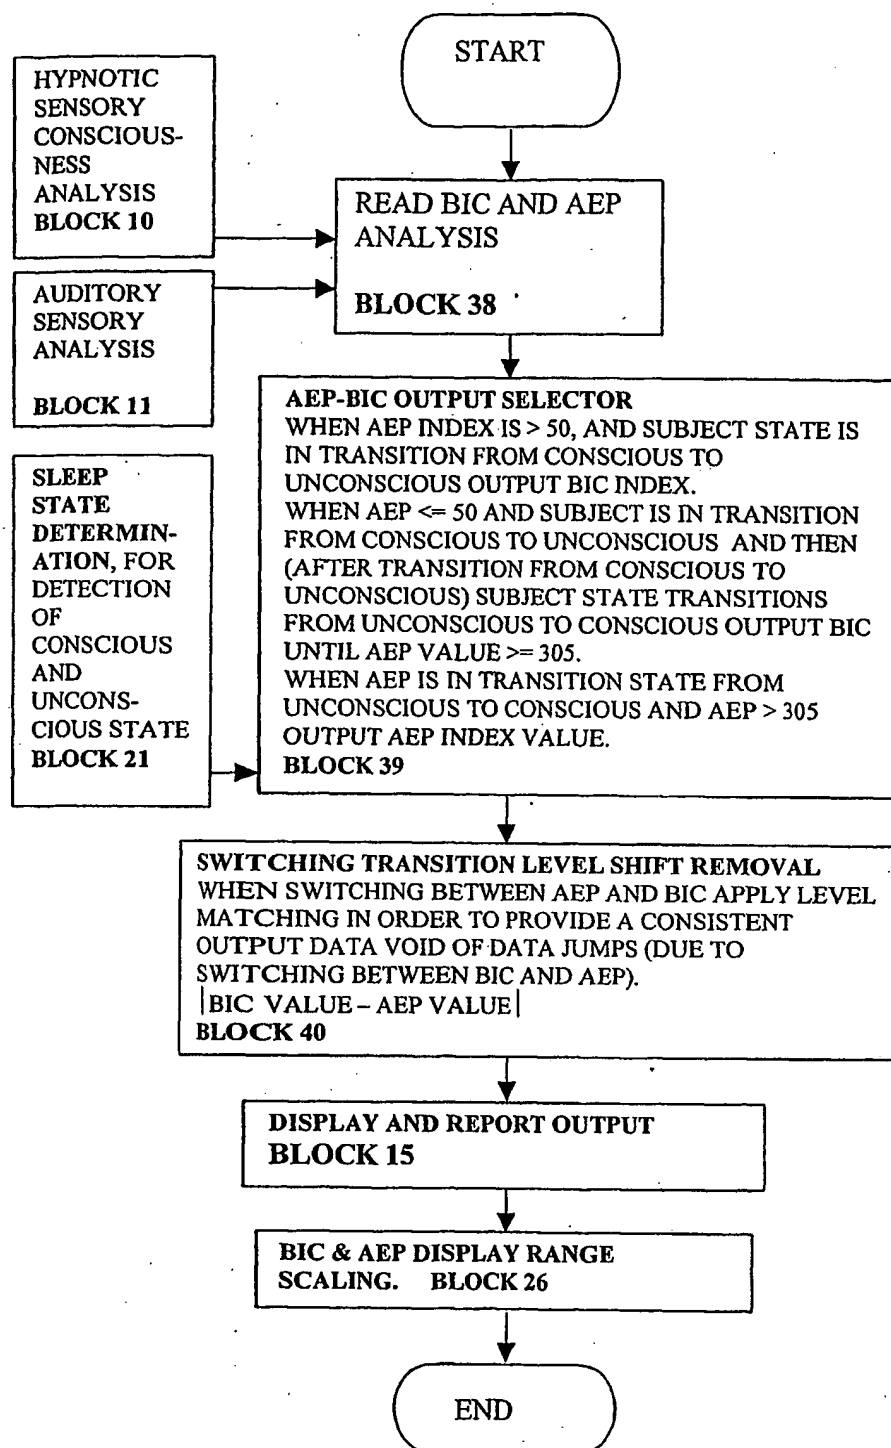 START
HYPNOTIC
SENSORY
CONSCIOUS-
NESS
ANALYSIS
BLOCK 10
READ BIC AND AEP
ANALYSIS
BLOCK 38
AUDITORY
SENSORY
ANALYSIS
BLOCK 11
AEP-BIC OUTPUT SELECTOR
WHEN AEP INDEX IS > 50, AND SUBJECT STATE IS
IN TRANSITION FROM CONSCIOUS TO
UNCONSCIOUS OUTPUT BIC INDEX.
WHEN AEP <= 50 AND SUBJECT IS IN TRANSITION
FROM CONSCIOUS TO UNCONSCIOUS AND THEN
(AFTER TRANSITION FROM CONSCIOUS TO
UNCONSCIOUS) SUBJECT STATE TRANSITIONS
FROM UNCONSCIOUS TO CONSCIOUS OUTPUT BIC
UNTIL AEP VALUE >= 305.
WHEN AEP IS IN TRANSITION STATE FROM
UNCONSCIOUS TO CONSCIOUS AND AEP > 305
OUTPUT AEP INDEX VALUE.
BLOCK 39
SLEEP
STATE
DETERMIN-
ATION, FOR
DETECTION
OF
CONSCIOUS
AND
UNCONS-
CIOUS STATE
BLOCK 21
SWITCHING TRANSITION LEVEL SHIFT REMOVAL
WHEN SWITCHING BETWEEN AEP AND BIC APPLY LEVEL
MATCHING IN ORDER TO PROVIDE A CONSISTENT
OUTPUT DATA VOID OF DATA JUMPS (DUE TO
SWITCHING BETWEEN BIC AND AEP).
|BIC VALUE – AEP VALUE|
BLOCK 40
DISPLAY AND REPORT OUTPUT
BLOCK 15
BIC & AEP DISPLAY RANGE
SCALING. BLOCK 26
END